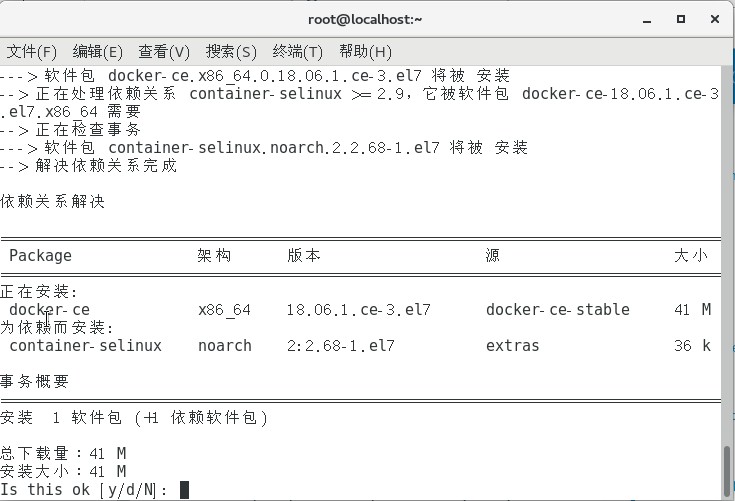 root@localhost:~
文件(F) 编辑(E) 查看(V) 搜索(S) 终端(T) 帮助(H)
---> 软件包 docker-ce.x86_64.0.18.06.1.ce-3.el7 将被 安装
--> 正在处理依赖关系 container-selinux >= 2.9，它被软件包 docker-ce-18.06.1.ce-3
.el7.x86_64 需要
--> 正在检查事务
---> 软件包 container-selinux.noarch.2.2.68-1.el7 将被 安装
--> 解决依赖关系完成
依赖关系解决
Package 架构 版本 源 大小
正在安装:
docker-ce x86_64 18.06.1.ce-3.el7 docker-ce-stable 41 M
为依赖而安装:
container-selinux noarch 2:2.68-1.el7 extras 36 k
事务概要
安装 1 软件包 (+1 依赖软件包)
总下载量：41 M
安装大小：41 M
Is this ok [y/d/N]: